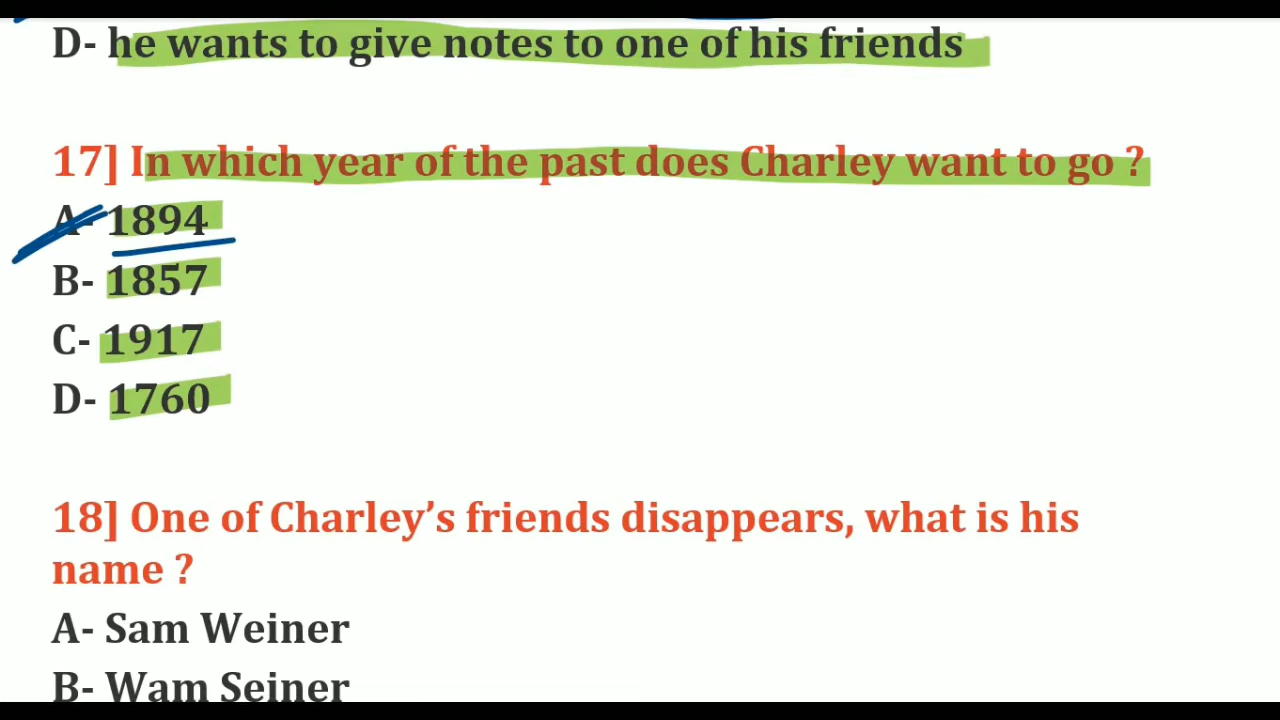 D- he wants to give notes to one of his friends
17] In which year of the past does Charley want to go ?
A- 1894
B- 1857
C- 1917
D- 1760
18] One of Charley’s friends disappears, what is his
name ?
A- Sam Weiner
B- Wam Seiner